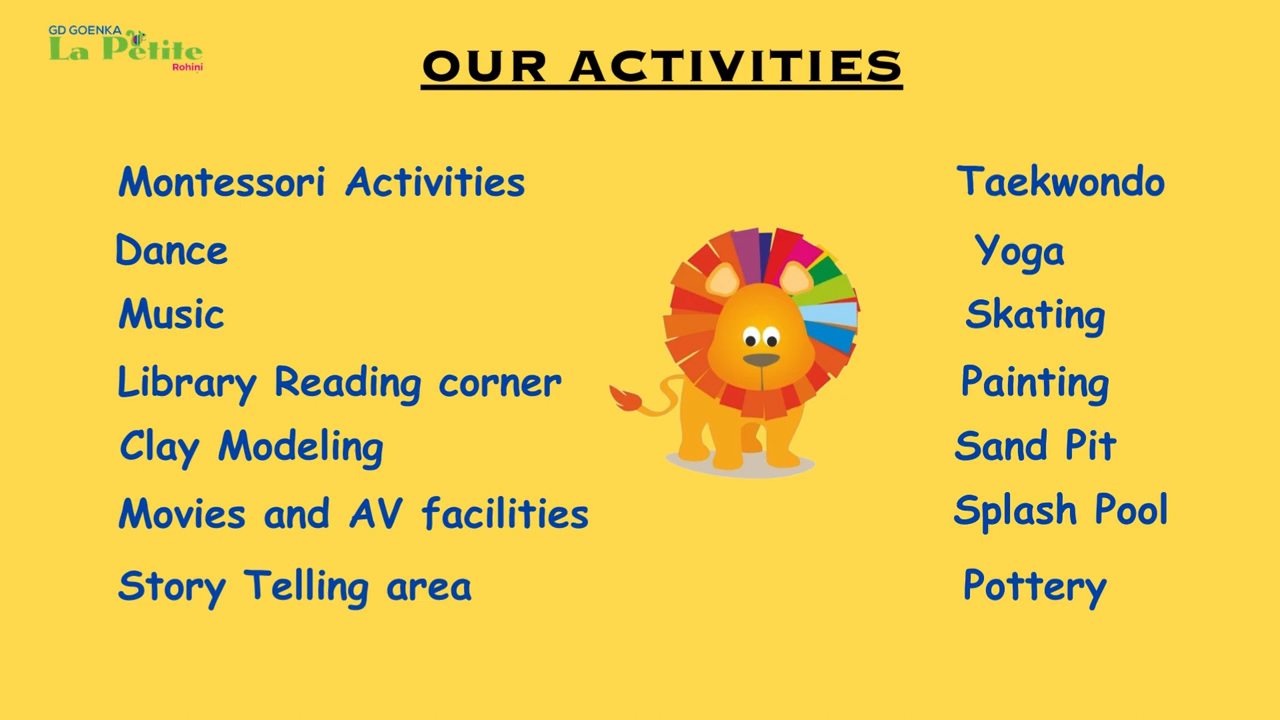 GD GOENKA
La Petite
Rohini
OUR ACTIVITIES
Montessori Activities
Dance
Music
Library Reading corner
Clay Modeling
Movies and AV facilities
Story Telling area
Taekwondo
Yoga
Skating
Painting
Sand Pit
Splash Pool
Pottery